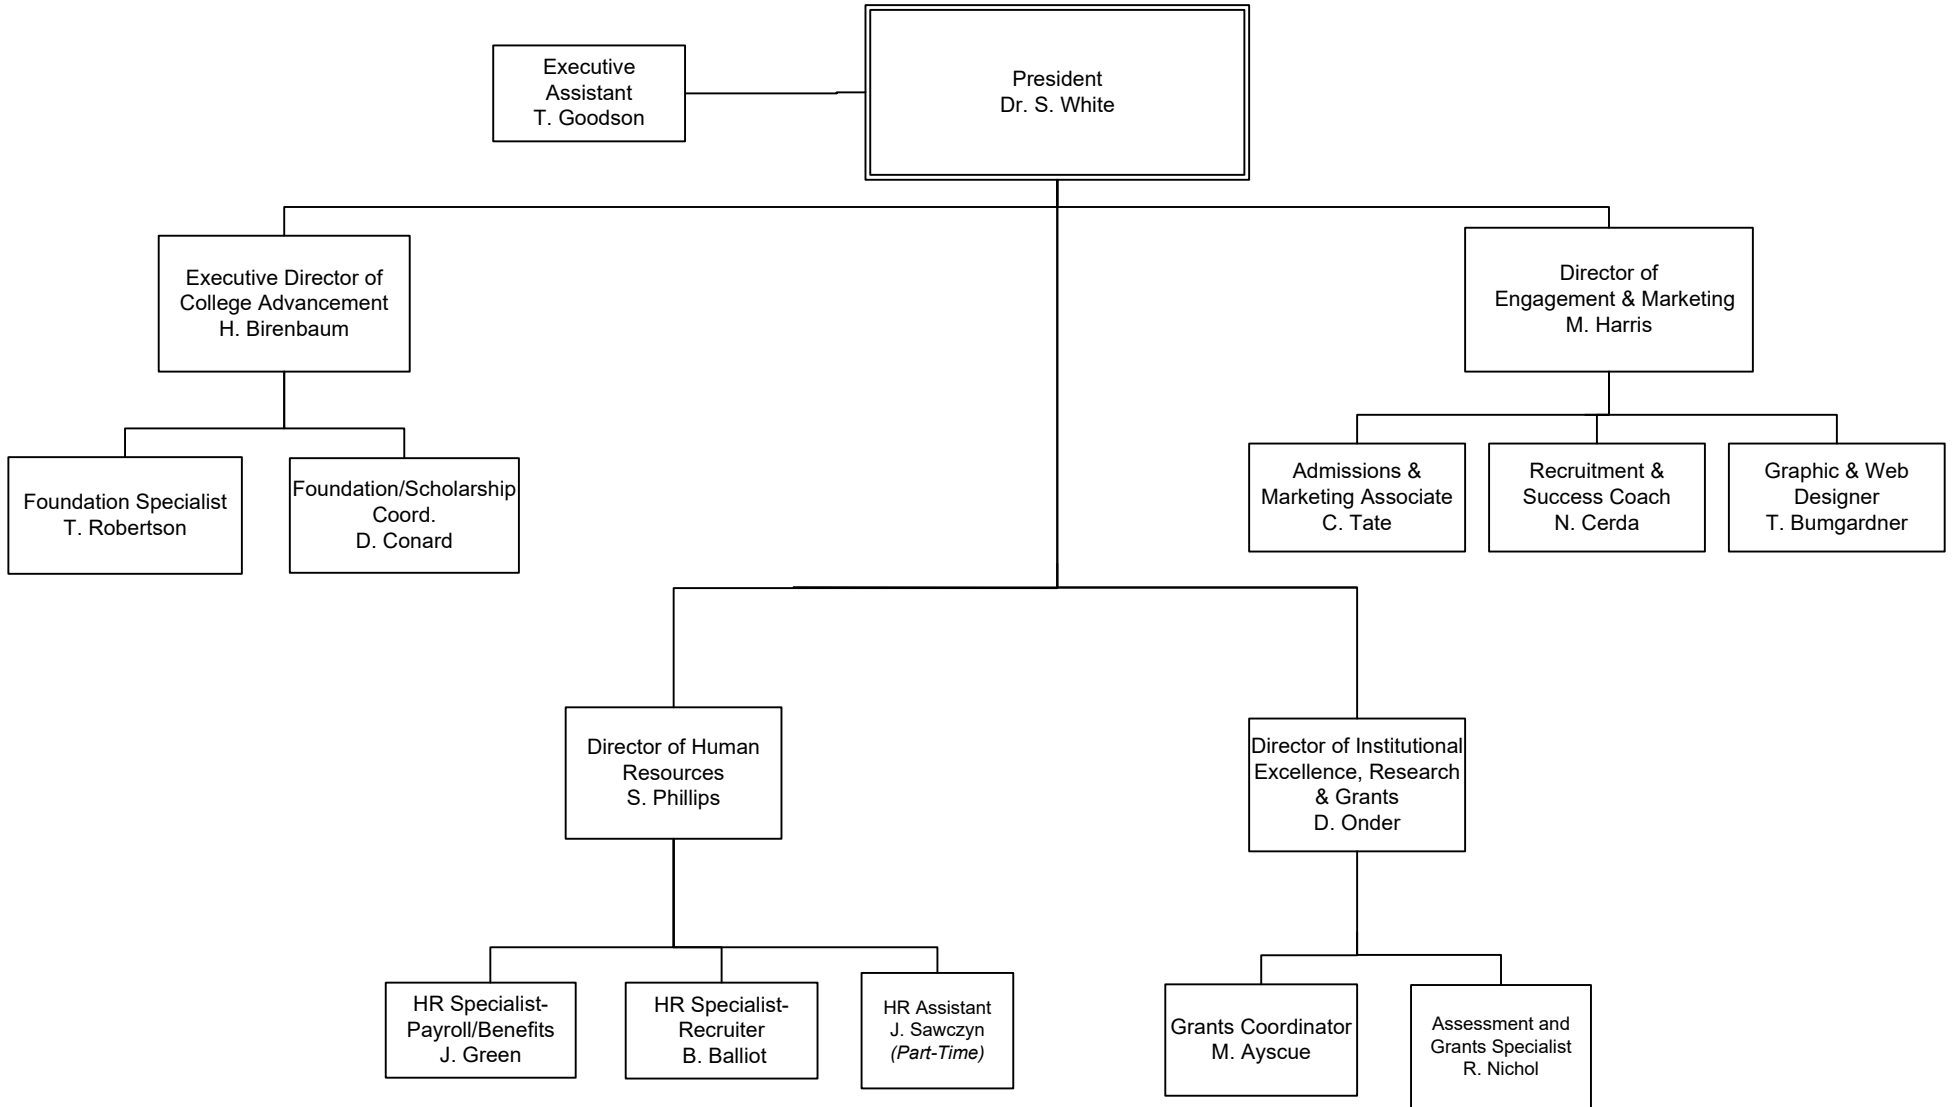 Executive
Assistant
T. Goodson
President
Dr. S. White
Executive Director of
College Advancement
H. Birenbaum
Director of
Engagement & Marketing
M. Harris
Foundation Specialist
T. Robertson
Foundation/Scholarship
Coord.
D. Conard
Admissions &
Marketing Associate
C. Tate
Recruitment &
Success Coach
N. Cerda
Graphic & Web
Designer
T. Bumgardner
Director of Human
Resources
S. Phillips
Director of Institutional
Excellence, Research
& Grants
D. Onder
HR Specialist-
Payroll/Benefits
J. Green
HR Specialist-
Recruiter
B. Balliot
HR Assistant
J. Sawczyn
(Part-Time)
Grants Coordinator
M. Ayscue
Assessment and
Grants Specialist
R. Nichol